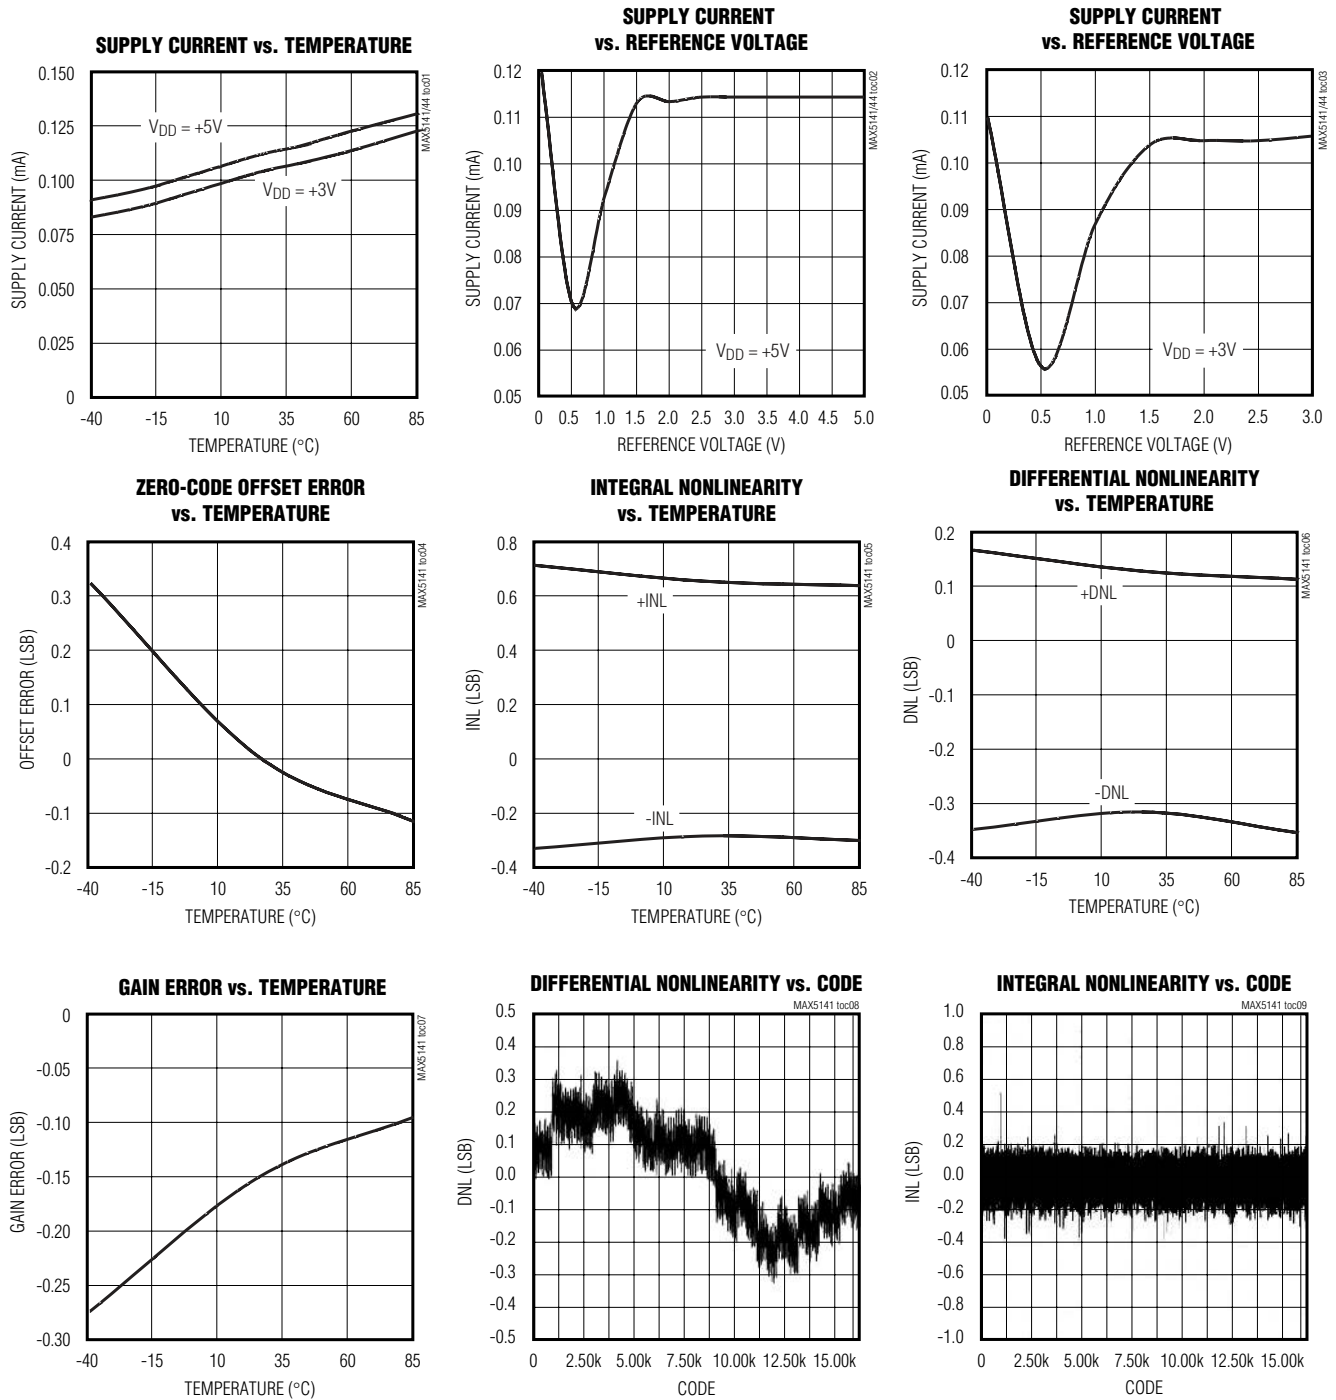 SUPPLY CURRENT vs. TEMPERATURE
0.150
0.125
0.100
0.075
0.050
0.025
0
SUPPLY CURRENT (mA)
VDD = +5V
VDD = +3V
MAX5141/44 toc01
-40 -15 10 35 60 85
TEMPERATURE (°C)
SUPPLY CURRENT
vs. REFERENCE VOLTAGE
0.12
0.11
0.10
0.09
0.08
0.07
0.06
0.05
SUPPLY CURRENT (mA)
VDD = +5V
MAX5141/44 toc02
0 0.5 1.0 1.5 2.0 2.5 3.0 3.5 4.0 4.5 5.0
REFERENCE VOLTAGE (V)
SUPPLY CURRENT
vs. REFERENCE VOLTAGE
0.12
0.11
0.10
0.09
0.08
0.07
0.06
0.05
SUPPLY CURRENT (mA)
VDD = +3V
MAX5141/44 toc03
0 0.5 1.0 1.5 2.0 2.5 3.0
REFERENCE VOLTAGE (V)
ZERO-CODE OFFSET ERROR
vs. TEMPERATURE
0.4
0.3
0.2
0.1
0
-0.1
-0.2
OFFSET ERROR (LSB)
MAX5141 toc04
-40 -15 10 35 60 85
TEMPERATURE (°C)
INTEGRAL NONLINEARITY
vs. TEMPERATURE
0.8
0.6
0.4
0.2
0
-0.2
-0.4
INL (LSB)
+INL
-INL
MAX5141 toc05
-40 -15 10 35 60 85
TEMPERATURE (°C)
DIFFERENTIAL NONLINEARITY
vs. TEMPERATURE
0.2
0.1
0
-0.1
-0.2
-0.3
-0.4
DNL (LSB)
+DNL
-DNL
MAX5141 toc06
-40 -15 10 35 60 85
TEMPERATURE (°C)
GAIN ERROR vs. TEMPERATURE
0
-0.05
-0.10
-0.15
-0.20
-0.25
-0.30
GAIN ERROR (LSB)
MAX5141 toc07
-40 -15 10 35 60 85
TEMPERATURE (°C)
DIFFERENTIAL NONLINEARITY vs. CODE
MAX5141 toc08
0.5
0.4
0.3
0.2
0.1
0.0
-0.1
-0.2
-0.3
-0.4
-0.5
DNL (LSB)
0 2.50k 5.00k 7.50k 10.00k 12.50k 15.00k
CODE
INTEGRAL NONLINEARITY vs. CODE
MAX5141 toc09
1.0
0.8
0.6
0.4
0.2
0.0
-0.2
-0.4
-0.6
-0.8
-1.0
INL (LSB)
0 2.50k 5.00k 7.50k 10.00k 12.50k 15.00k
CODE